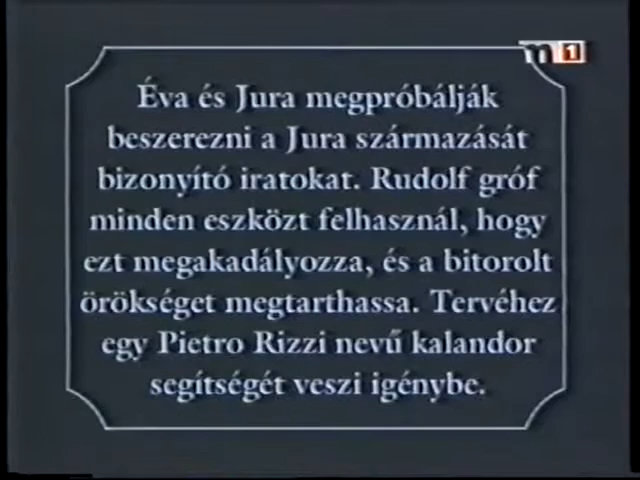 m1
Éva és Jura megpróbálják
beszerezni a Jura származását
bizonyító iratokat. Rudolf gróf
minden eszközt felhasznál, hogy
ezt megakadályozza, és a bitorolt
örökséget megtarthassa. Tervéhez
egy Pietro Rizzi nevű kalandor
segítségét veszi igénybe.